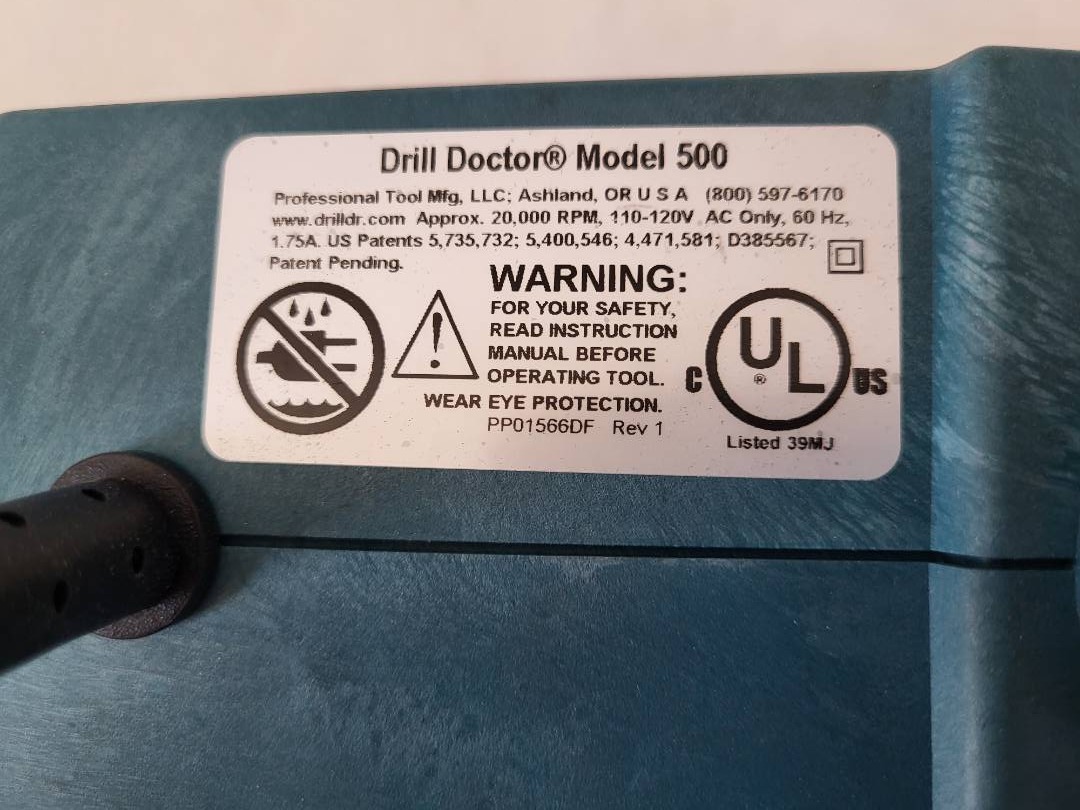 Drill Doctor® Model 500
Professional Tool Mfg, LLC; Ashland, OR U S A (800) 597-6170
www.drilldr.com Approx. 20,000 RPM, 110-120V AC Only, 60 Hz,
1.75A. US Patents 5,735,732; 5,400,546; 4,471,581; D385567;
Patent Pending.
WARNING:
FOR YOUR SAFETY,
READ INSTRUCTION
MANUAL BEFORE
OPERATING TOOL.
WEAR EYE PROTECTION.
PP01566DF Rev 1
C UL® US
Listed 39MJ